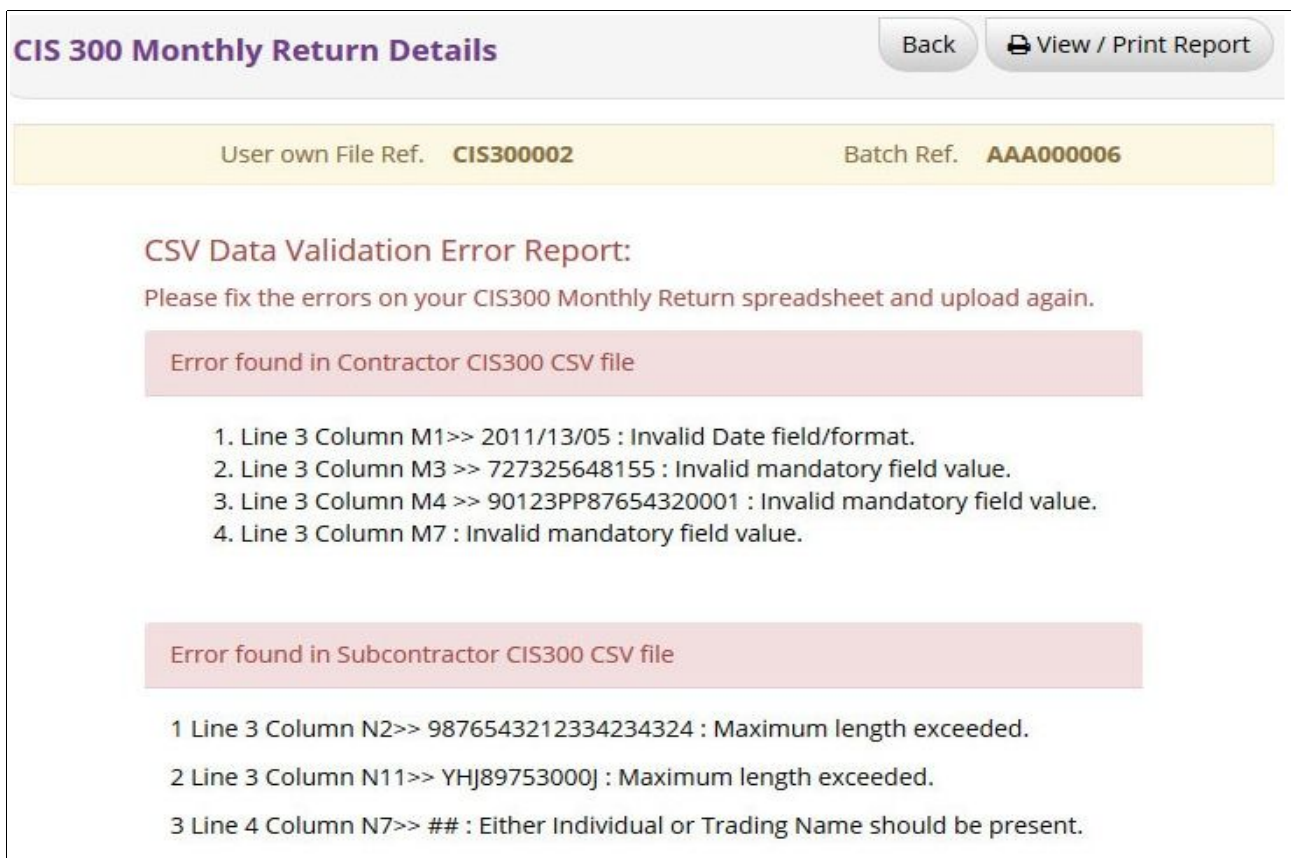 CIS 300 Monthly Return Details
Back
View / Print Report
User own File Ref. CIS300002 Batch Ref. AAA000006
CSV Data Validation Error Report:
Please fix the errors on your CIS300 Monthly Return spreadsheet and upload again.
Error found in Contractor CIS300 CSV file
1. Line 3 Column M1>> 2011/13/05 : Invalid Date field/format.
2. Line 3 Column M3 >> 727325648155 : Invalid mandatory field value.
3. Line 3 Column M4 >> 90123PP87654320001 : Invalid mandatory field value.
4. Line 3 Column M7 : Invalid mandatory field value.
Error found in Subcontractor CIS300 CSV file
1 Line 3 Column N2>> 9876543212334234324 : Maximum length exceeded.
2 Line 3 Column N11>> YHJ89753000J : Maximum length exceeded.
3 Line 4 Column N7>> ## : Either Individual or Trading Name should be present.